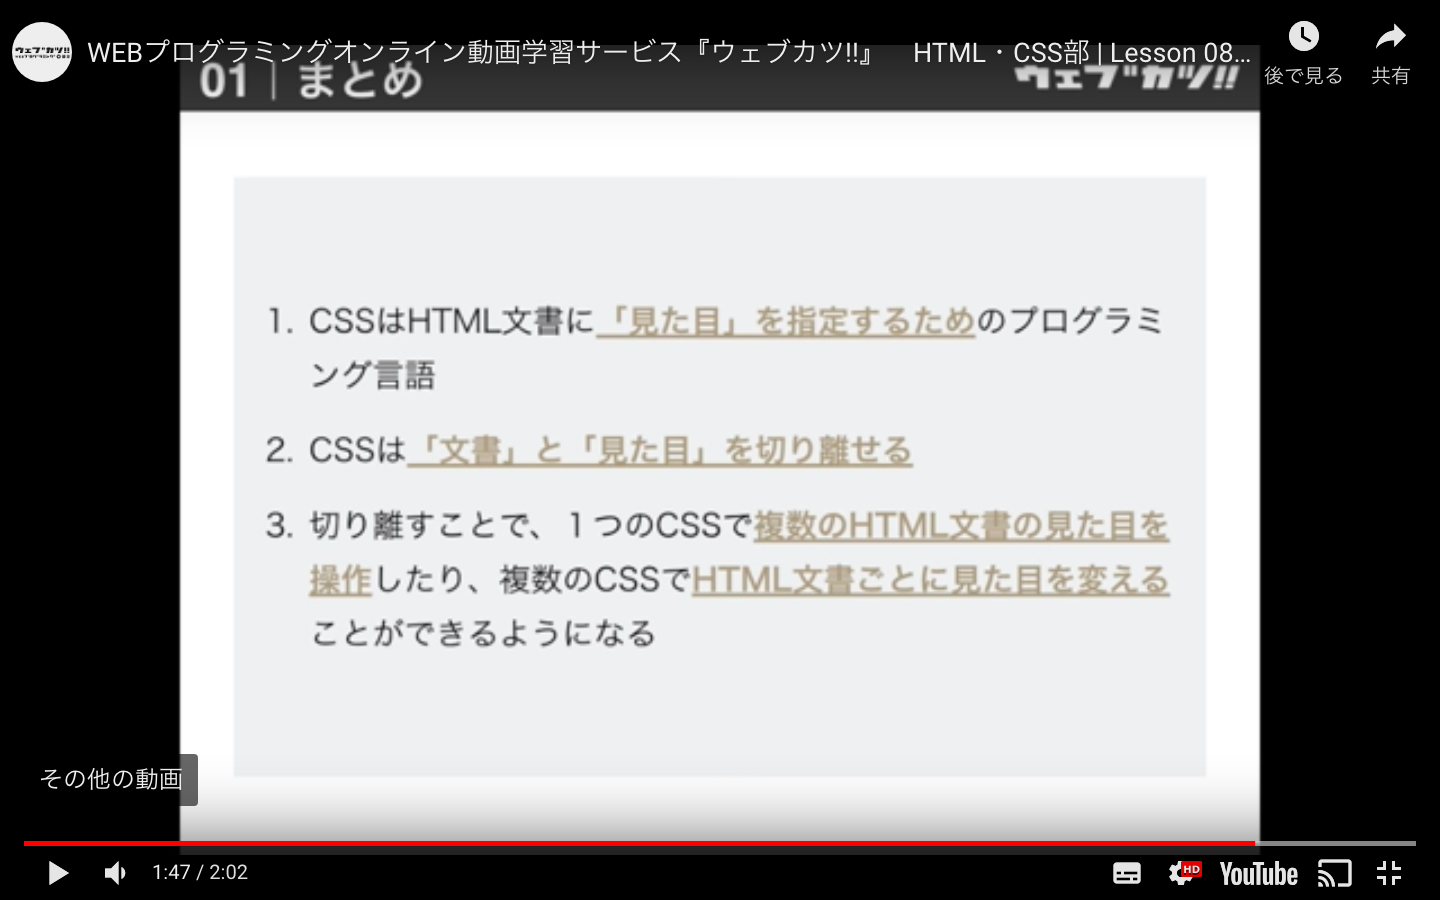 WEBプログラミングオンライン動画学習サービス『ウェブカツ!!』　HTML・CSS部 | Lesson 08…
後で見る
共有
01 | まとめ
ウェブカツ!!
1. CSSはHTML文書に「見た目」を指定するためのプログラミ
ング言語
2. CSSは「文書」と「見た目」を切り離せる
3. 切り離すことで、１つのCSSで複数のHTML文書の見た目を
操作したり、複数のCSSでHTML文書ごとに見た目を変える
ことができるようになる
その他の動画
1:47 / 2:02
HD
YouTube